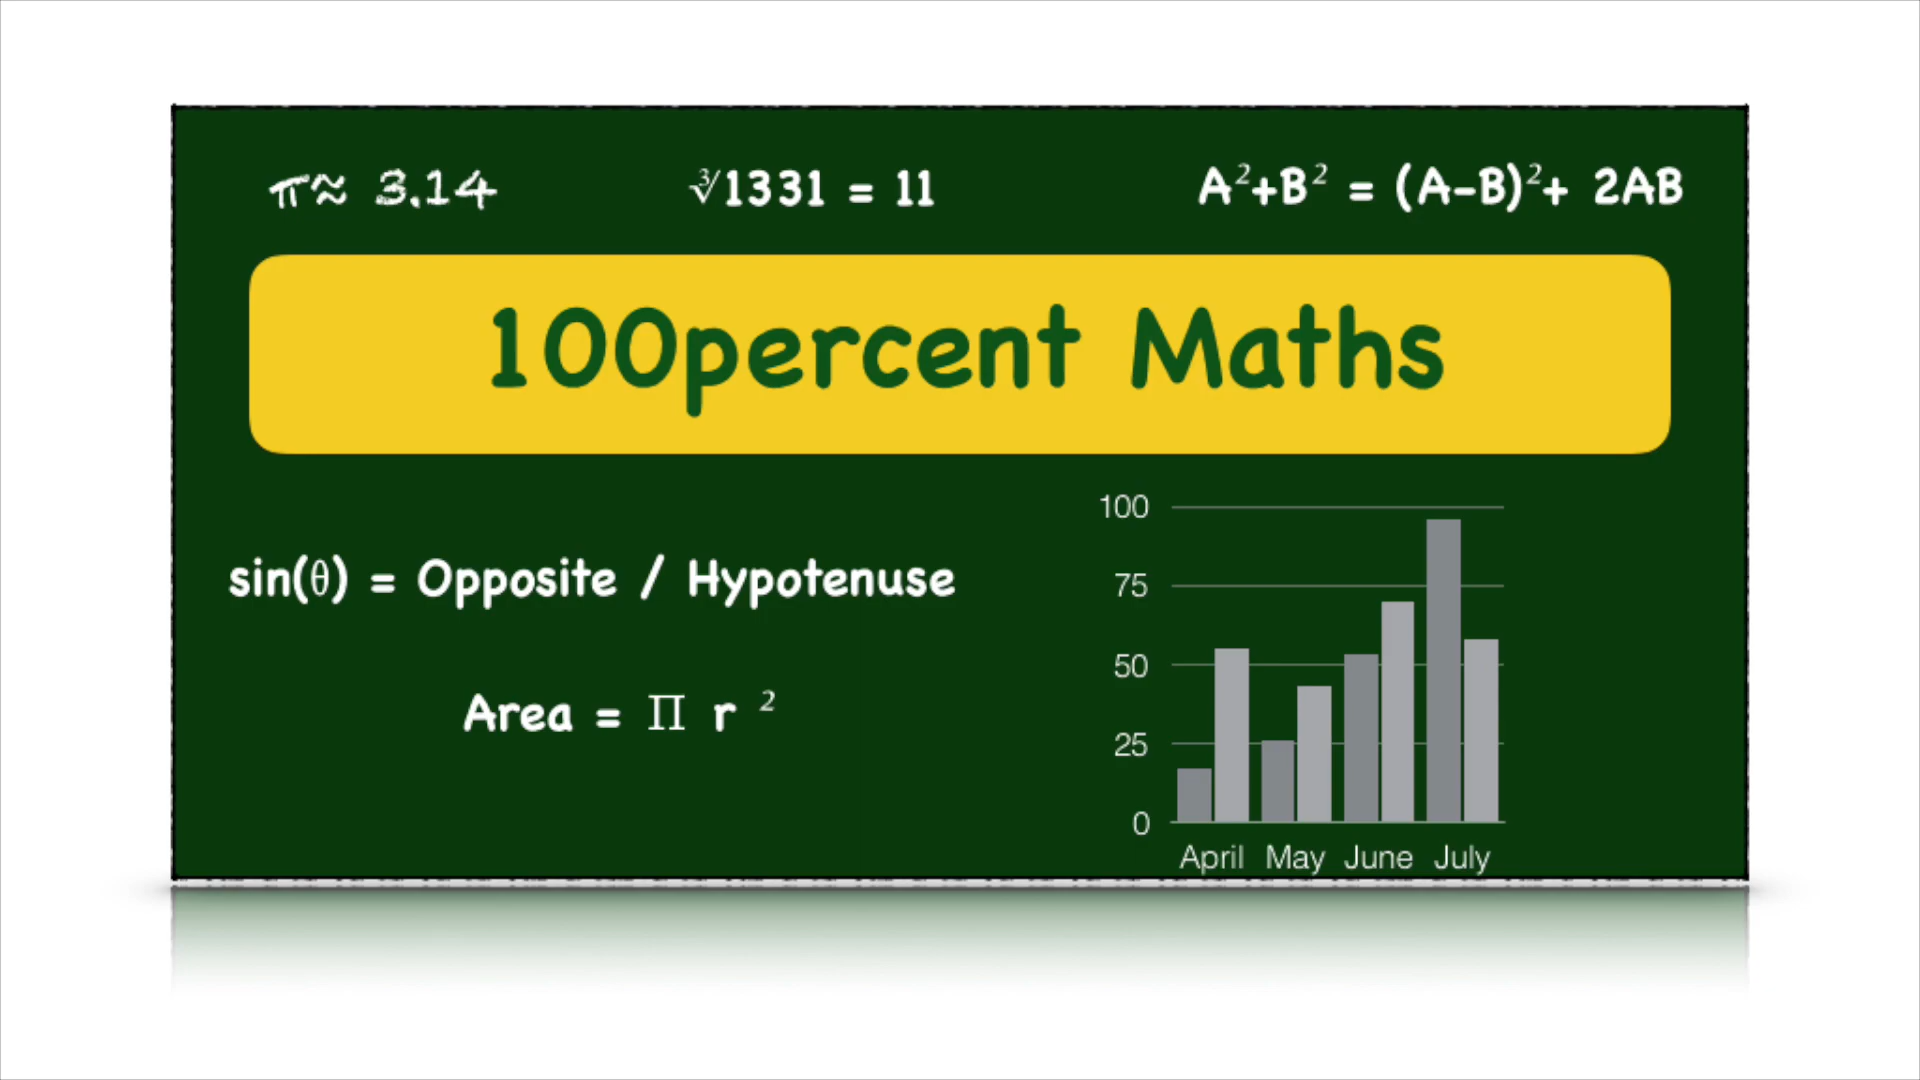 π≈ 3.14
∛1331 = 11
A²+B² = (A-B)²+ 2AB
100percent Maths
sin(θ) = Opposite / Hypotenuse
Area = Π r ²
100
75
50
25
0
April May June July